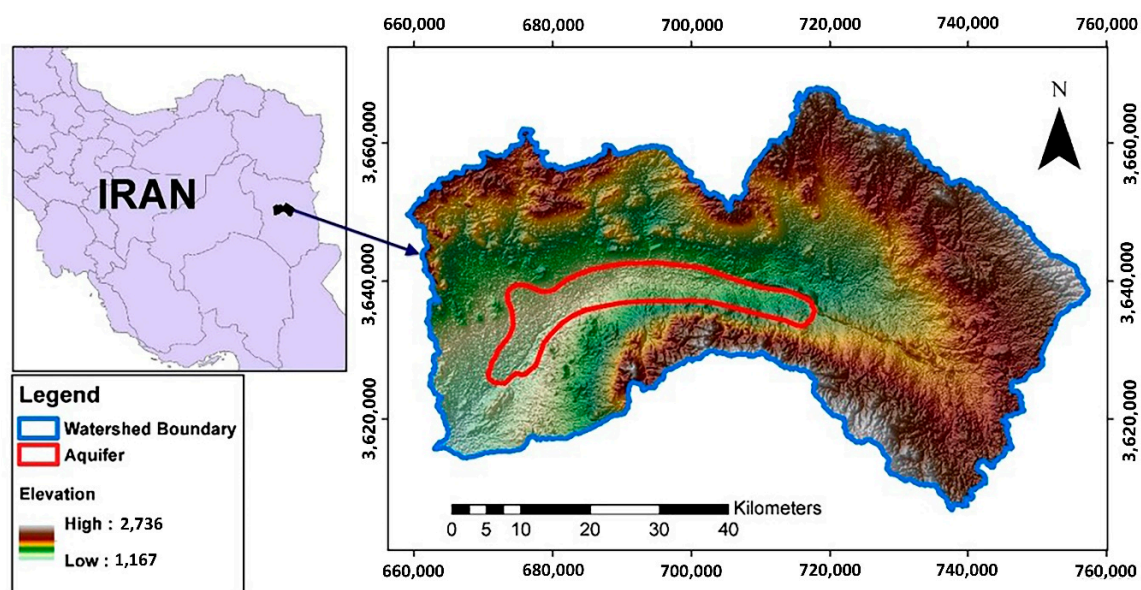 660,000 680,000 700,000 720,000 740,000 760,000
IRAN
N
3,660,000
3,640,000
3,620,000
3,660,000
3,640,000
3,620,000
Legend
Watershed Boundary
Aquifer
Elevation
High : 2,736
Low : 1,167
Kilometers
0 5 10 20 30 40
660,000 680,000 700,000 720,000 740,000 760,000